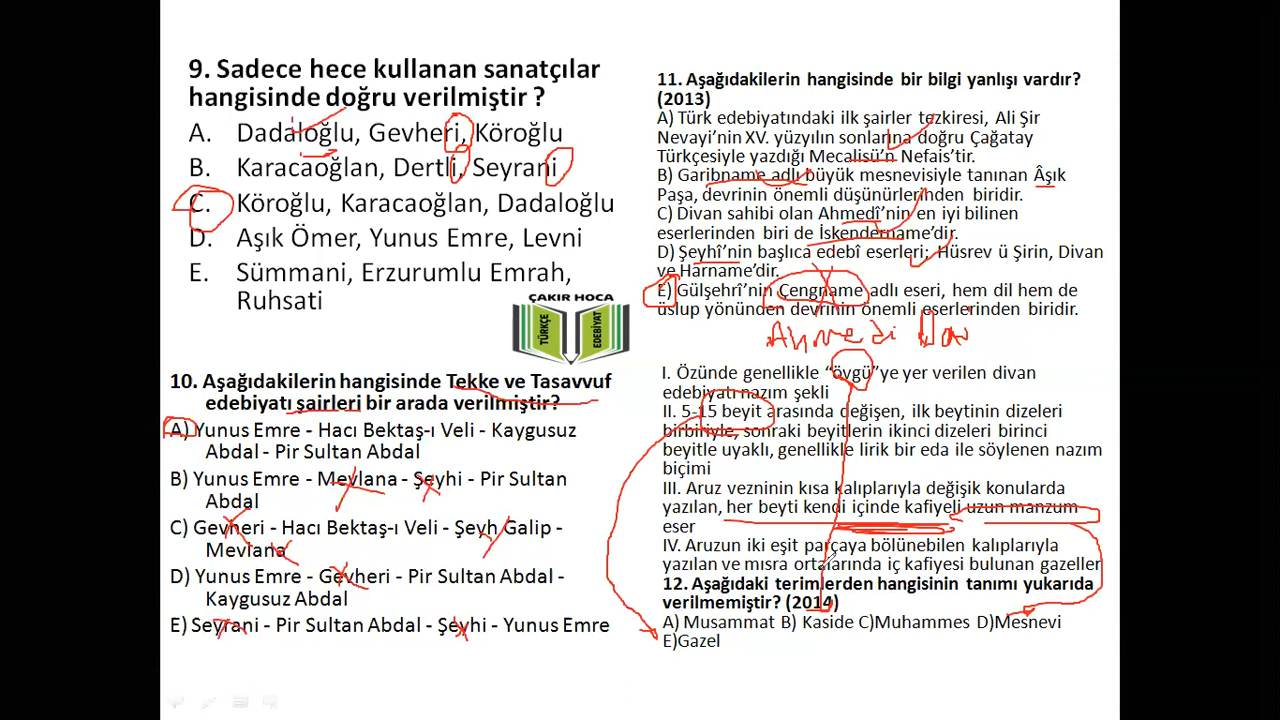 9. Sadece hece kullanan sanatçılar
hangisinde doğru verilmiştir ?
A. Dadaloğlu, Gevheri, Köroğlu
B. Karacaoğlan, Dertli, Seyrani
C. Köroğlu, Karacaoğlan, Dadaloğlu
D. Aşık Ömer, Yunus Emre, Levni
E. Sümmani, Erzurumlu Emrah,
Ruhsati
ÇAKIR HOCA
TÜRKÇE
EDEBİYAT
10. Aşağıdakilerin hangisinde Tekke ve Tasavvuf
edebiyatı şairleri bir arada verilmiştir?
A) Yunus Emre - Hacı Bektaş-ı Veli - Kaygusuz
Abdal - Pir Sultan Abdal
B) Yunus Emre - Mevlana - Şeyhi - Pir Sultan
Abdal
C) Gevheri - Hacı Bektaş-ı Veli - Şeyh Galip -
Mevlana
D) Yunus Emre - Gevheri - Pir Sultan Abdal -
Kaygusuz Abdal
E) Seyrani - Pir Sultan Abdal - Şeyhi - Yunus Emre
11. Aşağıdakilerin hangisinde bir bilgi yanlışı vardır?
(2013)
A) Türk edebiyatındaki ilk şairler tezkiresi, Ali Şir
Nevayi’nin XV. yüzyılın sonlarına doğru Çağatay
Türkçesiyle yazdığı Mecalisü’n Nefais’tir.
B) Garibname adlı büyük mesnevisiyle tanınan Âşık
Paşa, devrinin önemli düşünürlerinden biridir.
C) Divan sahibi olan Ahmedî’nin en iyi bilinen
eserlerinden biri de İskendername’dir.
D) Şeyhî’nin başlıca edebî eserleri; Hüsrev ü Şirin, Divan
ve Harname’dir.
E) Gülşehrî’nin Çengname adlı eseri, hem dil hem de
üslup yönünden devrinin önemli eserlerinden biridir.
Ahmedi
I. Özünde genellikle “övgü”ye yer verilen divan
edebiyatı nazım şekli
II. 5-15 beyit arasında değişen, ilk beytinin dizeleri
birbiriyle, sonraki beyitlerin ikinci dizeleri birinci
beyitle uyaklı, genellikle lirik bir eda ile söylenen nazım
biçimi
III. Aruz vezninin kısa kalıplarıyla değişik konularda
yazılan, her beyti kendi içinde kafiyeli uzun manzum
eser
IV. Aruzun iki eşit parçaya bölünebilen kalıplarıyla
yazılan ve mısra ortalarında iç kafiyesi bulunan gazeller
12. Aşağıdaki terimlerden hangisinin tanımı yukarıda
verilmemiştir? (2014)
A) Musammat B) Kaside C)Muhammes D)Mesnevi
E)Gazel